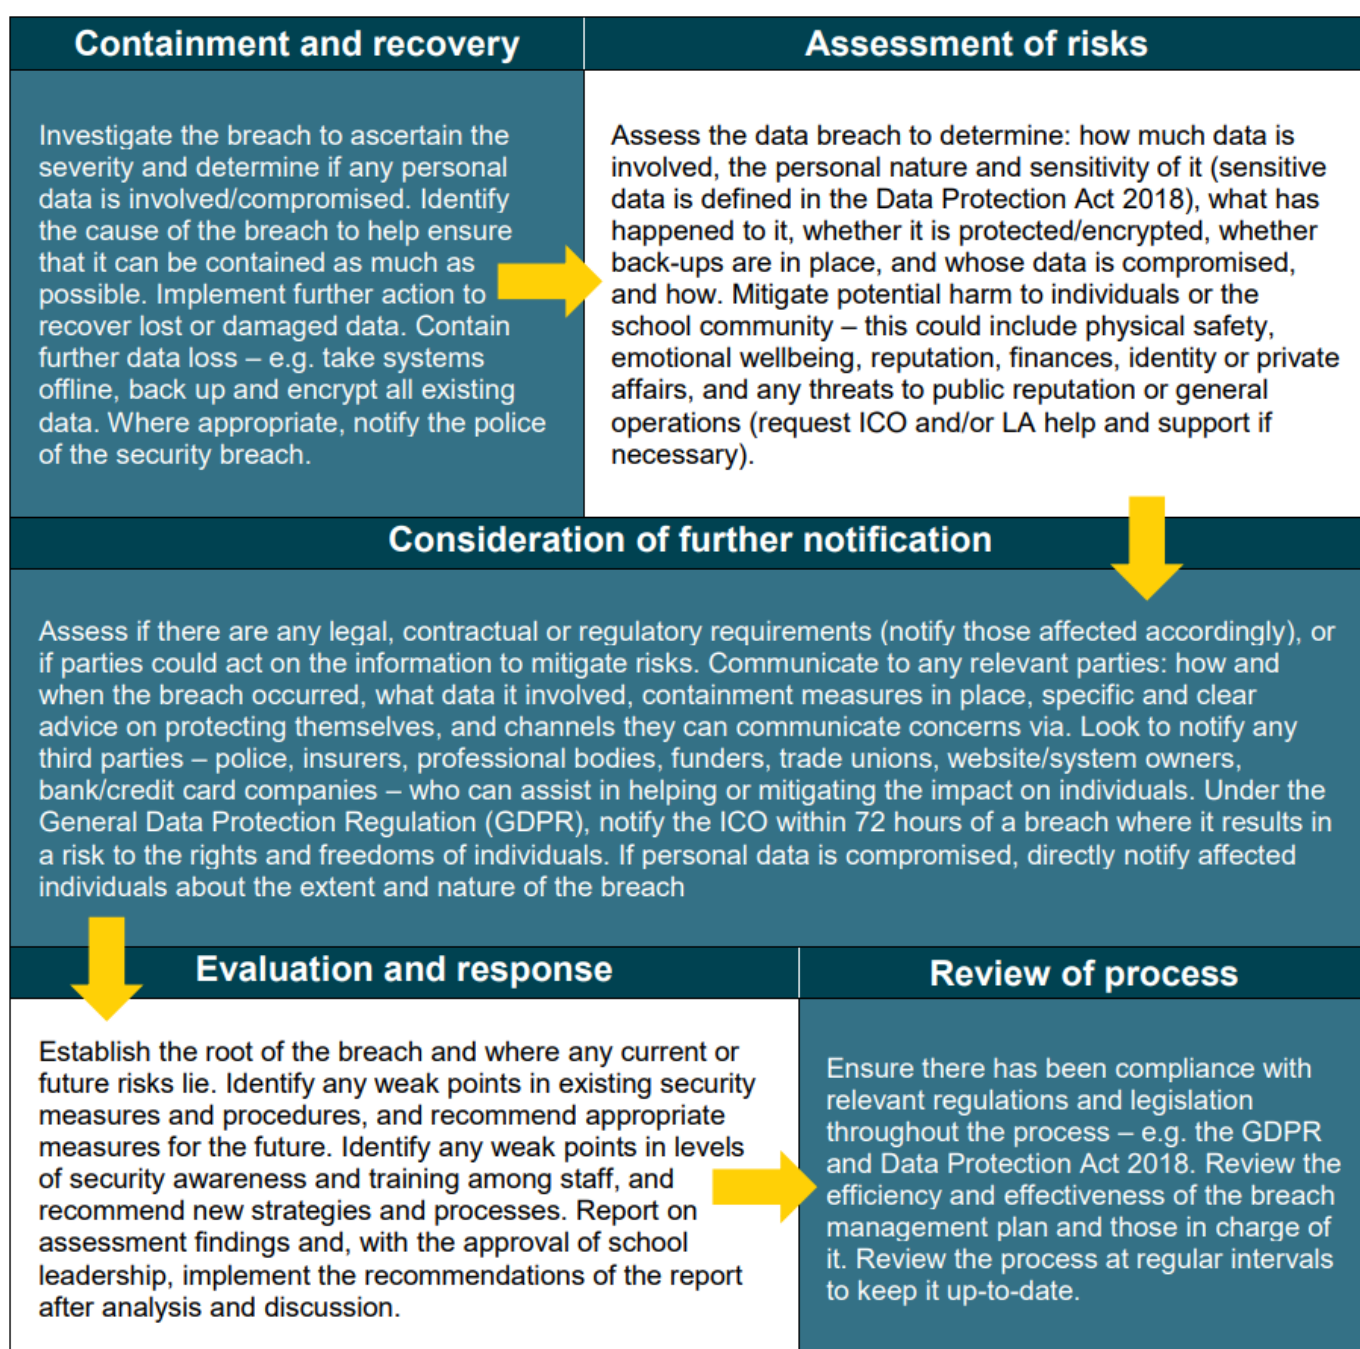 Containment and recovery
Investigate the breach to ascertain the
severity and determine if any personal
data is involved/compromised. Identify
the cause of the breach to help ensure
that it can be contained as much as
possible. Implement further action to
recover lost or damaged data. Contain
further data loss – e.g. take systems
offline, back up and encrypt all existing
data. Where appropriate, notify the police
of the security breach.
Assessment of risks
Assess the data breach to determine: how much data is
involved, the personal nature and sensitivity of it (sensitive
data is defined in the Data Protection Act 2018), what has
happened to it, whether it is protected/encrypted, whether
back-ups are in place, and whose data is compromised,
and how. Mitigate potential harm to individuals or the
school community – this could include physical safety,
emotional wellbeing, reputation, finances, identity or private
affairs, and any threats to public reputation or general
operations (request ICO and/or LA help and support if
necessary).
Consideration of further notification
Assess if there are any legal, contractual or regulatory requirements (notify those affected accordingly), or
if parties could act on the information to mitigate risks. Communicate to any relevant parties: how and
when the breach occurred, what data it involved, containment measures in place, specific and clear
advice on protecting themselves, and channels they can communicate concerns via. Look to notify any
third parties – police, insurers, professional bodies, funders, trade unions, website/system owners,
bank/credit card companies – who can assist in helping or mitigating the impact on individuals. Under the
General Data Protection Regulation (GDPR), notify the ICO within 72 hours of a breach where it results in
a risk to the rights and freedoms of individuals. If personal data is compromised, directly notify affected
individuals about the extent and nature of the breach
Evaluation and response
Establish the root of the breach and where any current or
future risks lie. Identify any weak points in existing security
measures and procedures, and recommend appropriate
measures for the future. Identify any weak points in levels
of security awareness and training among staff, and
recommend new strategies and processes. Report on
assessment findings and, with the approval of school
leadership, implement the recommendations of the report
after analysis and discussion.
Review of process
Ensure there has been compliance with
relevant regulations and legislation
throughout the process – e.g. the GDPR
and Data Protection Act 2018. Review the
efficiency and effectiveness of the breach
management plan and those in charge of
it. Review the process at regular intervals
to keep it up-to-date.